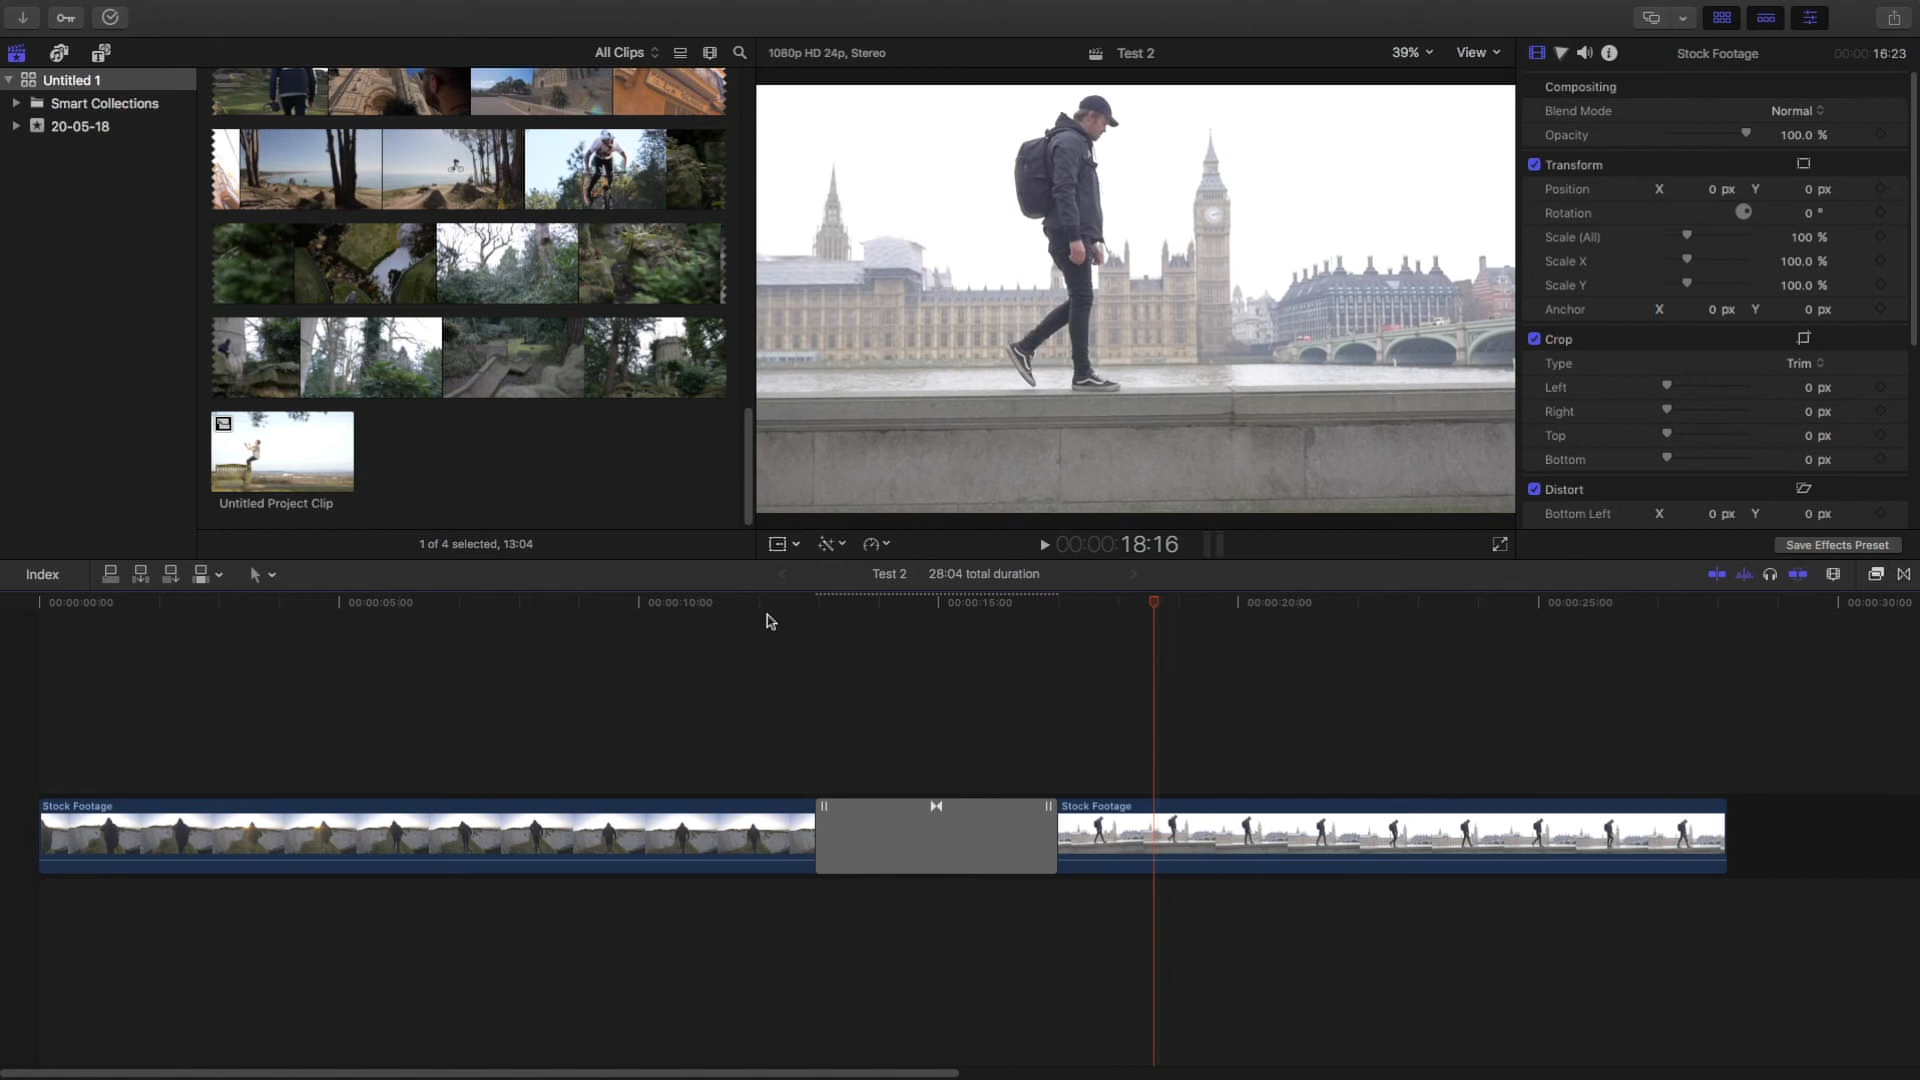 All Clips
1080p HD 24p, Stereo
Test 2
39%
View
Stock Footage
00:00:16:23
Untitled 1
Smart Collections
20-05-18
Untitled Project Clip
1 of 4 selected, 13:04
Compositing
Blend Mode
Normal
Opacity
100.0 %
Transform
Position X 0 px Y 0 px
Rotation 0 °
Scale (All) 100 %
Scale X 100.0 %
Scale Y 100.0 %
Anchor X 0 px Y 0 px
Crop
Type Trim
Left 0 px
Right 0 px
Top 0 px
Bottom 0 px
Distort
Bottom Left X 0 px Y 0 px
00:00:18:16
Save Effects Preset
Index
Test 2
28:04 total duration
00:00:00:00
00:00:05:00
00:00:10:00
00:00:15:00
00:00:20:00
00:00:25:00
00:00:30:00
Stock Footage
Stock Footage